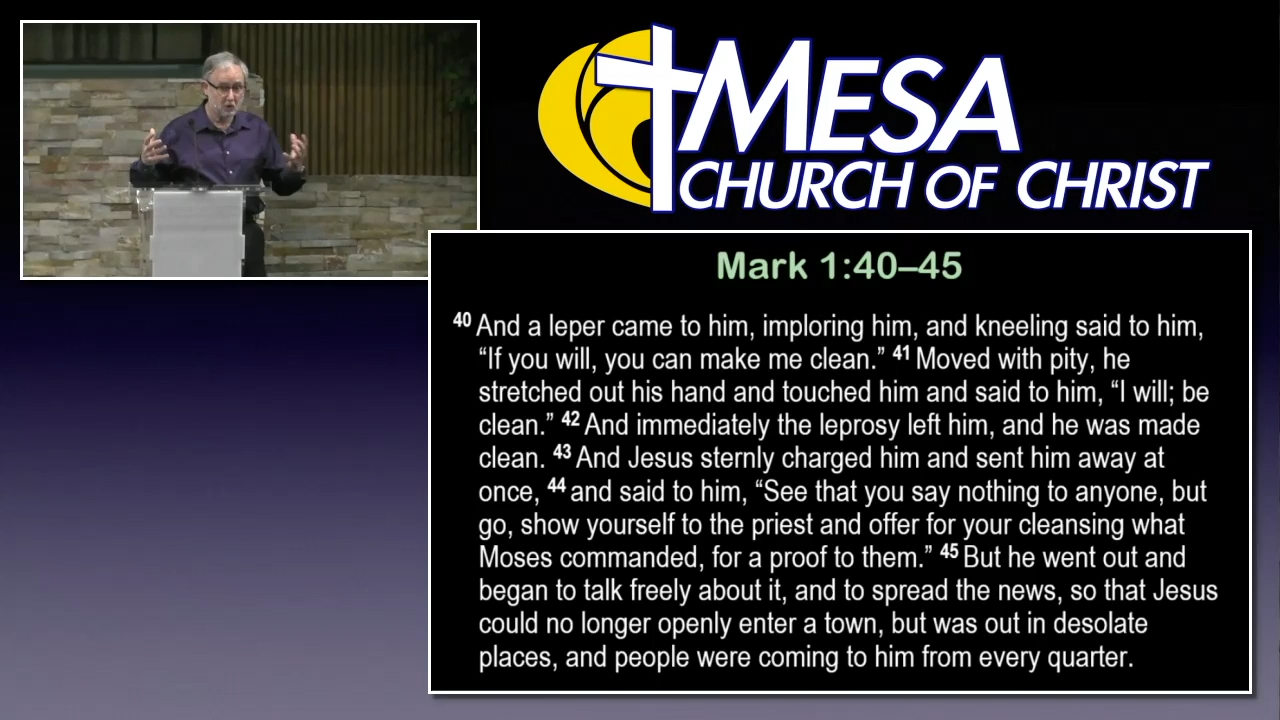 MESA
CHURCH OF CHRIST
Mark 1:40–45
40 And a leper came to him, imploring him, and kneeling said to him,
“If you will, you can make me clean.” 41 Moved with pity, he
stretched out his hand and touched him and said to him, “I will; be
clean.” 42 And immediately the leprosy left him, and he was made
clean. 43 And Jesus sternly charged him and sent him away at
once, 44 and said to him, “See that you say nothing to anyone, but
go, show yourself to the priest and offer for your cleansing what
Moses commanded, for a proof to them.” 45 But he went out and
began to talk freely about it, and to spread the news, so that Jesus
could no longer openly enter a town, but was out in desolate
places, and people were coming to him from every quarter.